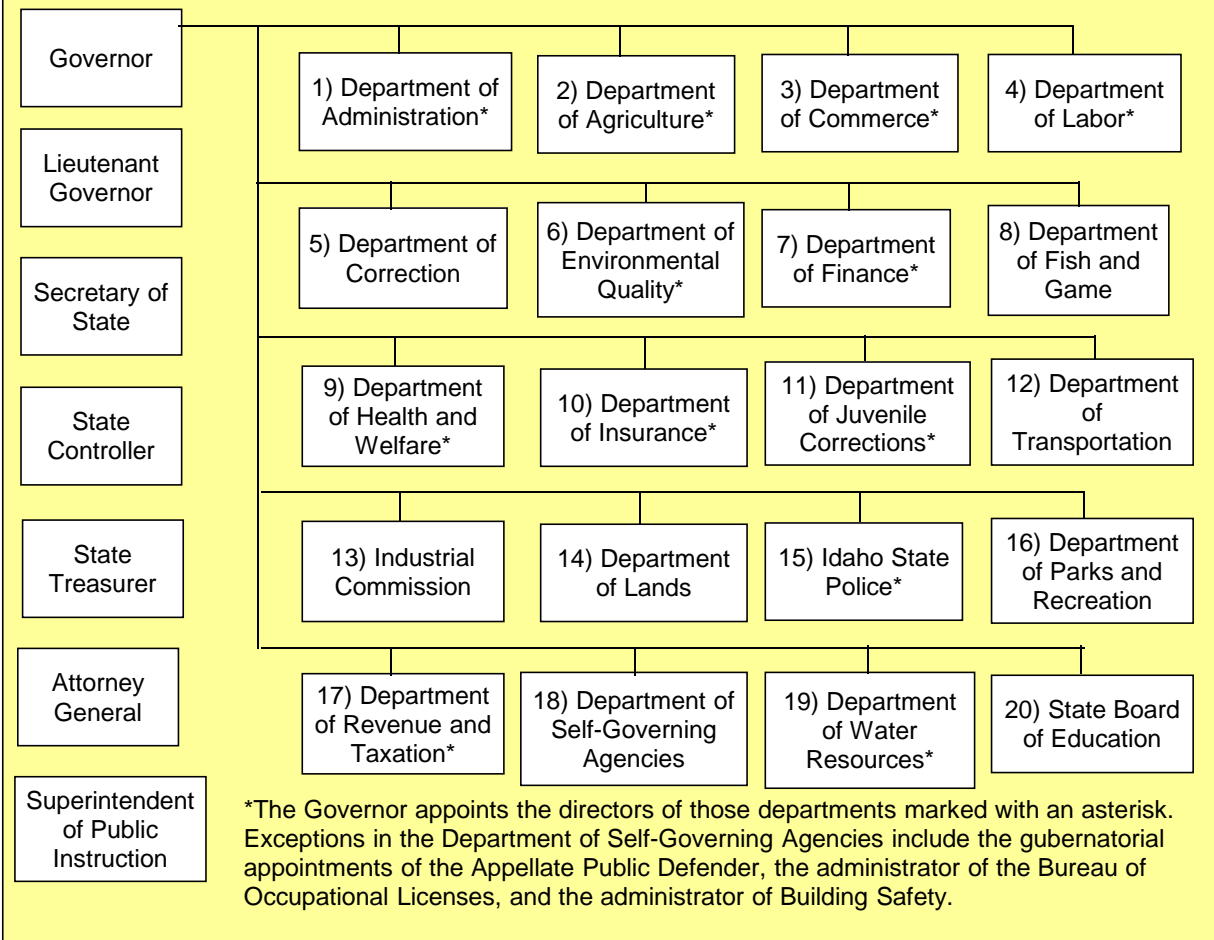 Governor
1) Department of
Administration*
2) Department
of Agriculture*
3) Department
of Commerce*
4) Department
of Labor*
Lieutenant
Governor
5) Department of
Correction
6) Department of
Environmental
Quality*
7) Department
of Finance*
8) Department
of Fish and
Game
Secretary of
State
9) Department
of Health and
Welfare*
10) Department
of Insurance*
11) Department
of Juvenile
Corrections*
12) Department
of
Transportation
State
Controller
13) Industrial
Commission
14) Department
of Lands
15) Idaho State
Police*
16) Department
of Parks and
Recreation
State
Treasurer
17) Department
of Revenue and
Taxation*
18) Department of
Self-Governing
Agencies
19) Department
of Water
Resources*
20) State Board
of Education
Attorney
General
Superintendent
of Public
Instruction
*The Governor appoints the directors of those departments marked with an asterisk.
Exceptions in the Department of Self-Governing Agencies include the gubernatorial
appointments of the Appellate Public Defender, the administrator of the Bureau of
Occupational Licenses, and the administrator of Building Safety.